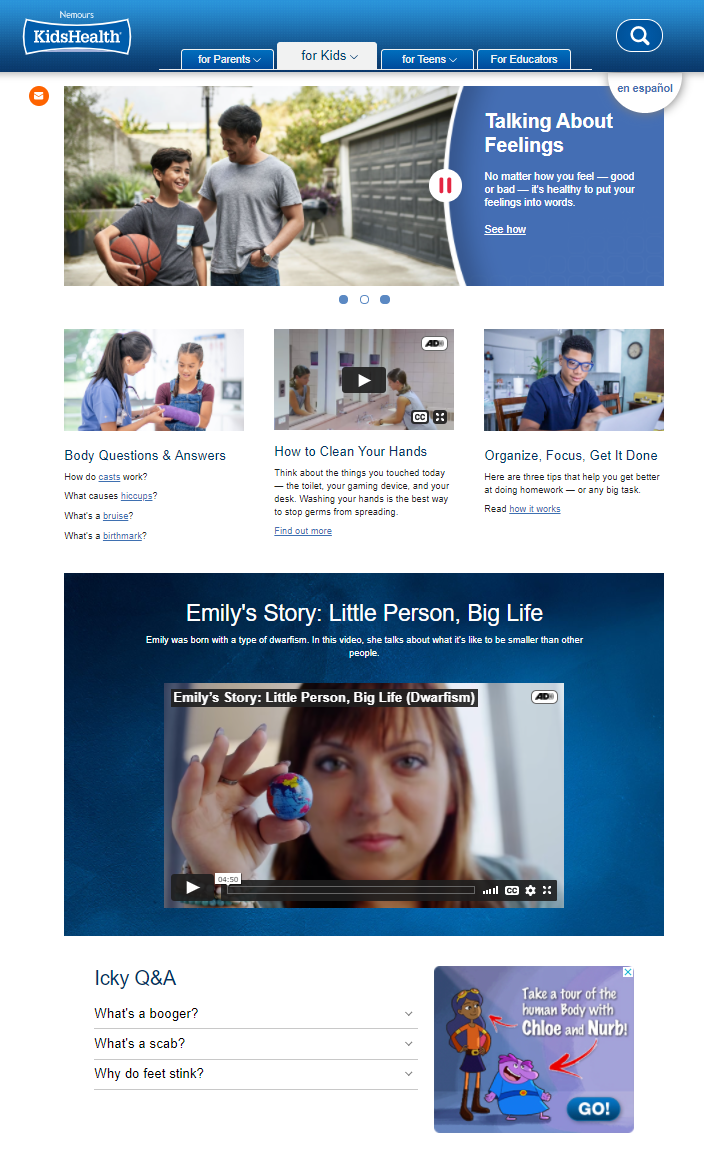 Nemours
KidsHealth®
for Parents
for Kids
for Teens
For Educators
en español
Talking About
Feelings
No matter how you feel — good
or bad — it's healthy to put your
feelings into words.
See how
AD
CC
Body Questions & Answers
How do casts work?
What causes hiccups?
What's a bruise?
What's a birthmark?
How to Clean Your Hands
Think about the things you touched today
— the toilet, your gaming device, and your
desk. Washing your hands is the best way
to stop germs from spreading.
Find out more
Organize, Focus, Get It Done
Here are three tips that help you get better
at doing homework — or any big task.
Read how it works
Emily's Story: Little Person, Big Life
Emily was born with a type of dwarfism. In this video, she talks about what it's like to be smaller than other
people.
Emily's Story: Little Person, Big Life (Dwarfism)
AD
04:50
CC
Icky Q&A
What's a booger?
What's a scab?
Why do feet stink?
Take a tour of the
human Body with
Chloe and Nurb!
GO!